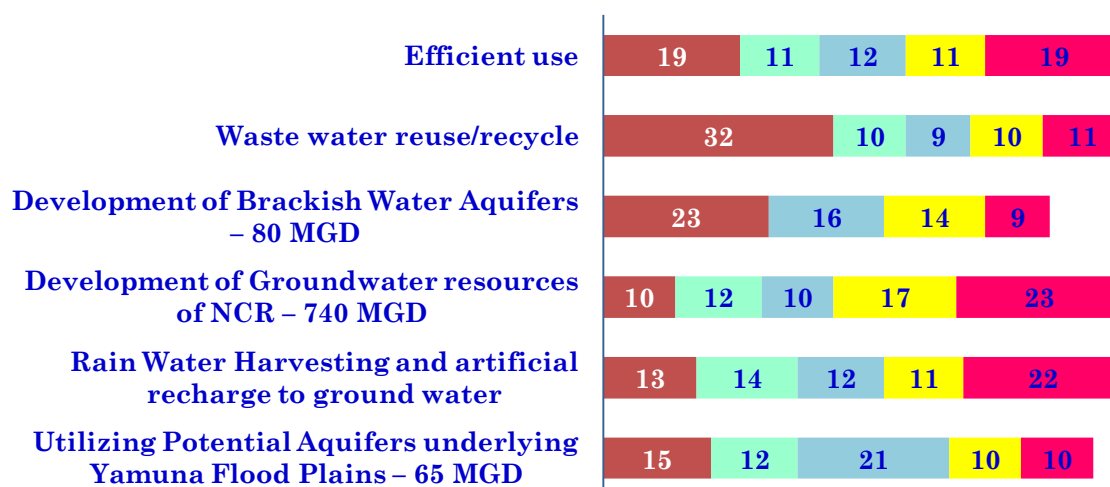 Efficient use 19 11 12 11 19
Waste water reuse/recycle 32 10 9 10 11
Development of Brackish Water Aquifers
– 80 MGD
23 16 14 9
Development of Groundwater resources
of NCR – 740 MGD
10 12 10 17 23
Rain Water Harvesting and artificial
recharge to ground water
13 14 12 11 22
Utilizing Potential Aquifers underlying
Yamuna Flood Plains – 65 MGD
15 12 21 10 10